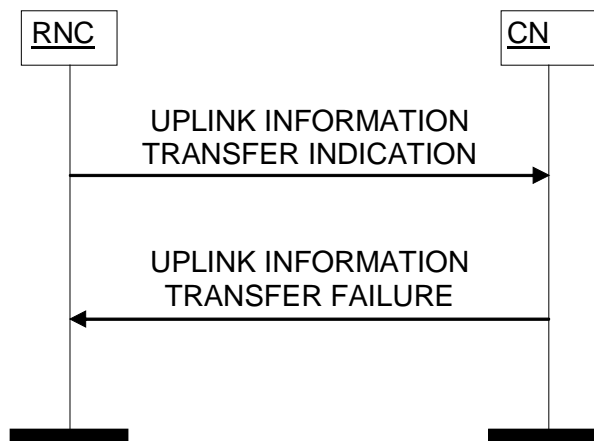 RNC
CN
UPLINK INFORMATION
TRANSFER INDICATION
UPLINK INFORMATION
TRANSFER FAILURE